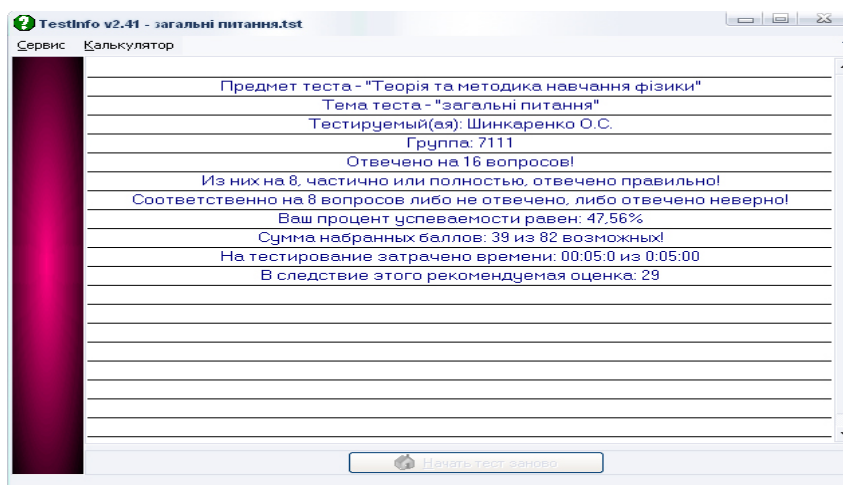 TestInfo v2.41 - загальні питання.tst
Сервис Калькулятор
Предмет теста - "Теорія та методика навчання фізики"
Тема теста - "загальні питання"
Тестируемый(ая): Шинкаренко О.С.
Группа: 7111
Отвечено на 16 вопросов!
Из них на 8, частично или полностью, отвечено правильно!
Соответственно на 8 вопросов либо не отвечено, либо отвечено неверно!
Ваш процент успеваемости равен: 47,56%
Сумма набранных баллов: 39 из 82 возможных!
На тестирование затрачено времени: 00:05:0 из 0:05:00
В следствие этого рекомендуемая оценка: 29
Начать тест заново